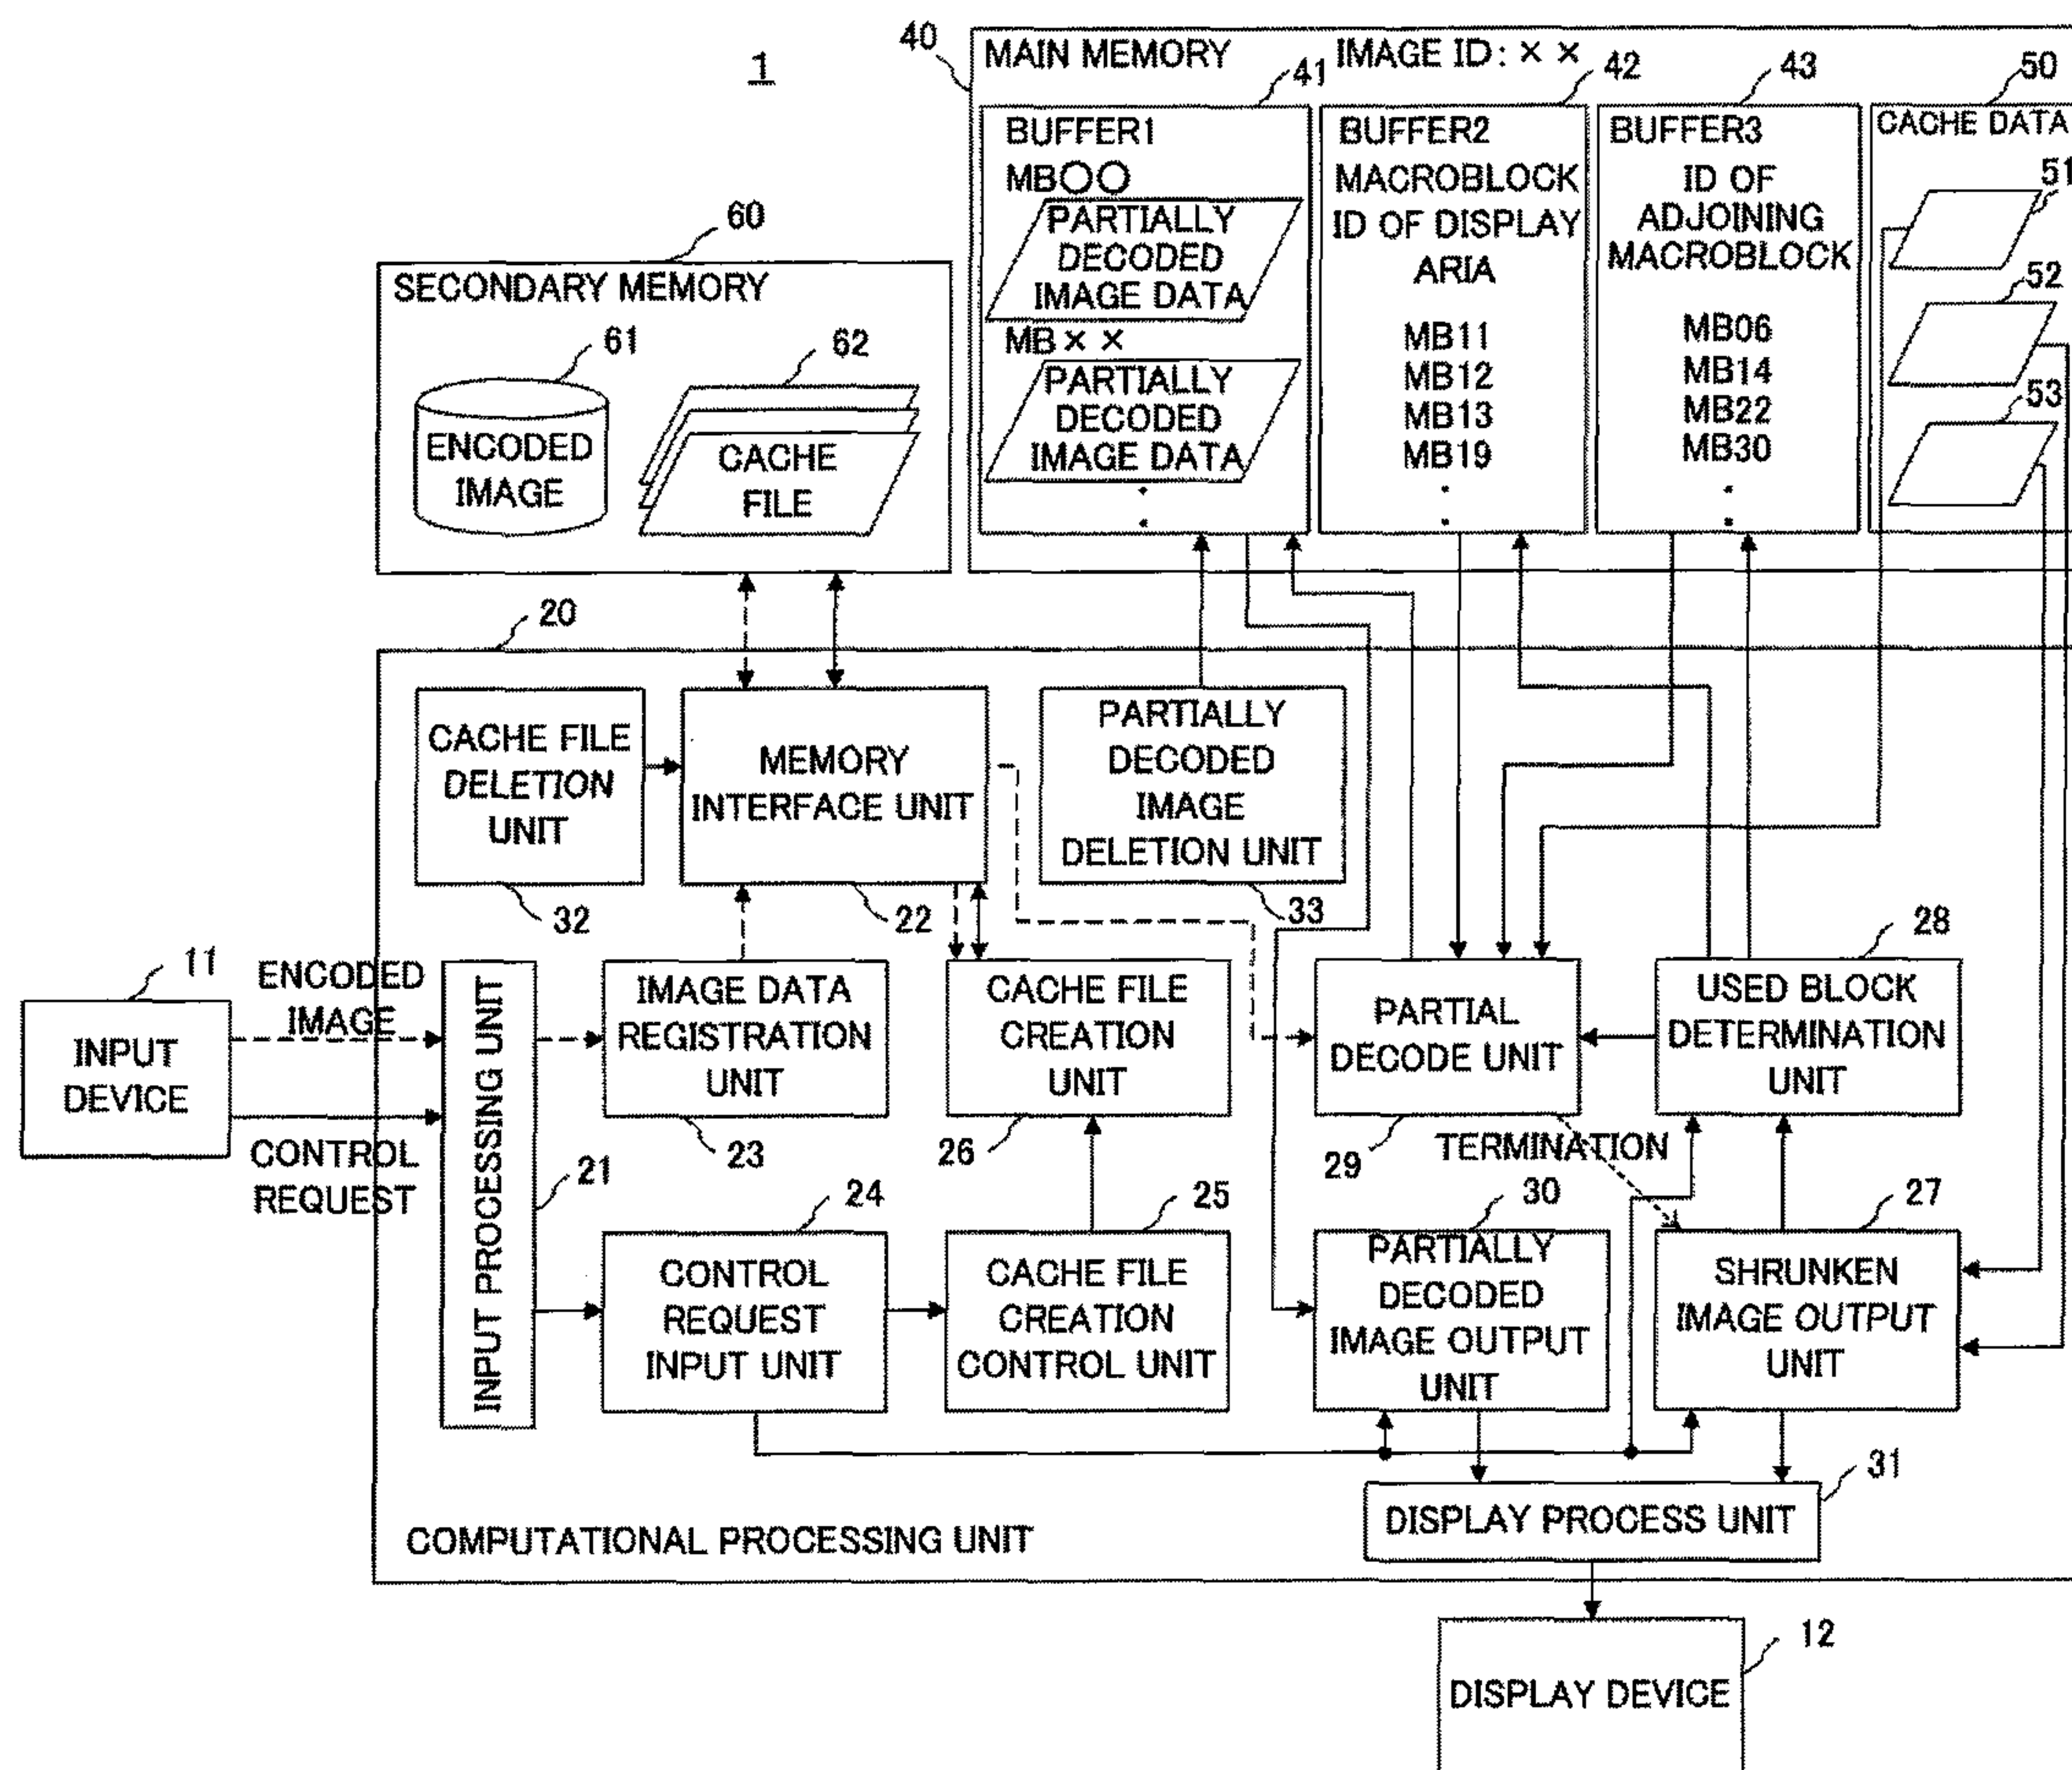 1
40
MAIN MEMORY
IMAGE ID: × ×
41
42
43
50
BUFFER1
MB○○
PARTIALLY
DECODED
IMAGE DATA
MB× ×
PARTIALLY
DECODED
IMAGE DATA
BUFFER2
MACROBLOCK
ID OF DISPLAY
ARIA
MB11
MB12
MB13
MB19
BUFFER3
ID OF
ADJOINING
MACROBLOCK
MB06
MB14
MB22
MB30
CACHE DATA
51
52
53
60
SECONDARY MEMORY
61
62
ENCODED
IMAGE
CACHE
FILE
20
CACHE FILE
DELETION
UNIT
32
MEMORY
INTERFACE UNIT
22
PARTIALLY
DECODED
IMAGE
DELETION UNIT
33
11
INPUT
DEVICE
ENCODED
IMAGE
CONTROL
REQUEST
INPUT PROCESSING UNIT
21
IMAGE DATA
REGISTRATION
UNIT
23
CACHE FILE
CREATION
UNIT
26
PARTIAL
DECODE UNIT
29
TERMINATION
28
USED BLOCK
DETERMINATION
UNIT
24
CONTROL
REQUEST
INPUT UNIT
25
CACHE FILE
CREATION
CONTROL UNIT
30
PARTIALLY
DECODED
IMAGE OUTPUT
UNIT
27
SHRUNKEN
IMAGE OUTPUT
UNIT
31
DISPLAY PROCESS UNIT
COMPUTATIONAL PROCESSING UNIT
12
DISPLAY DEVICE